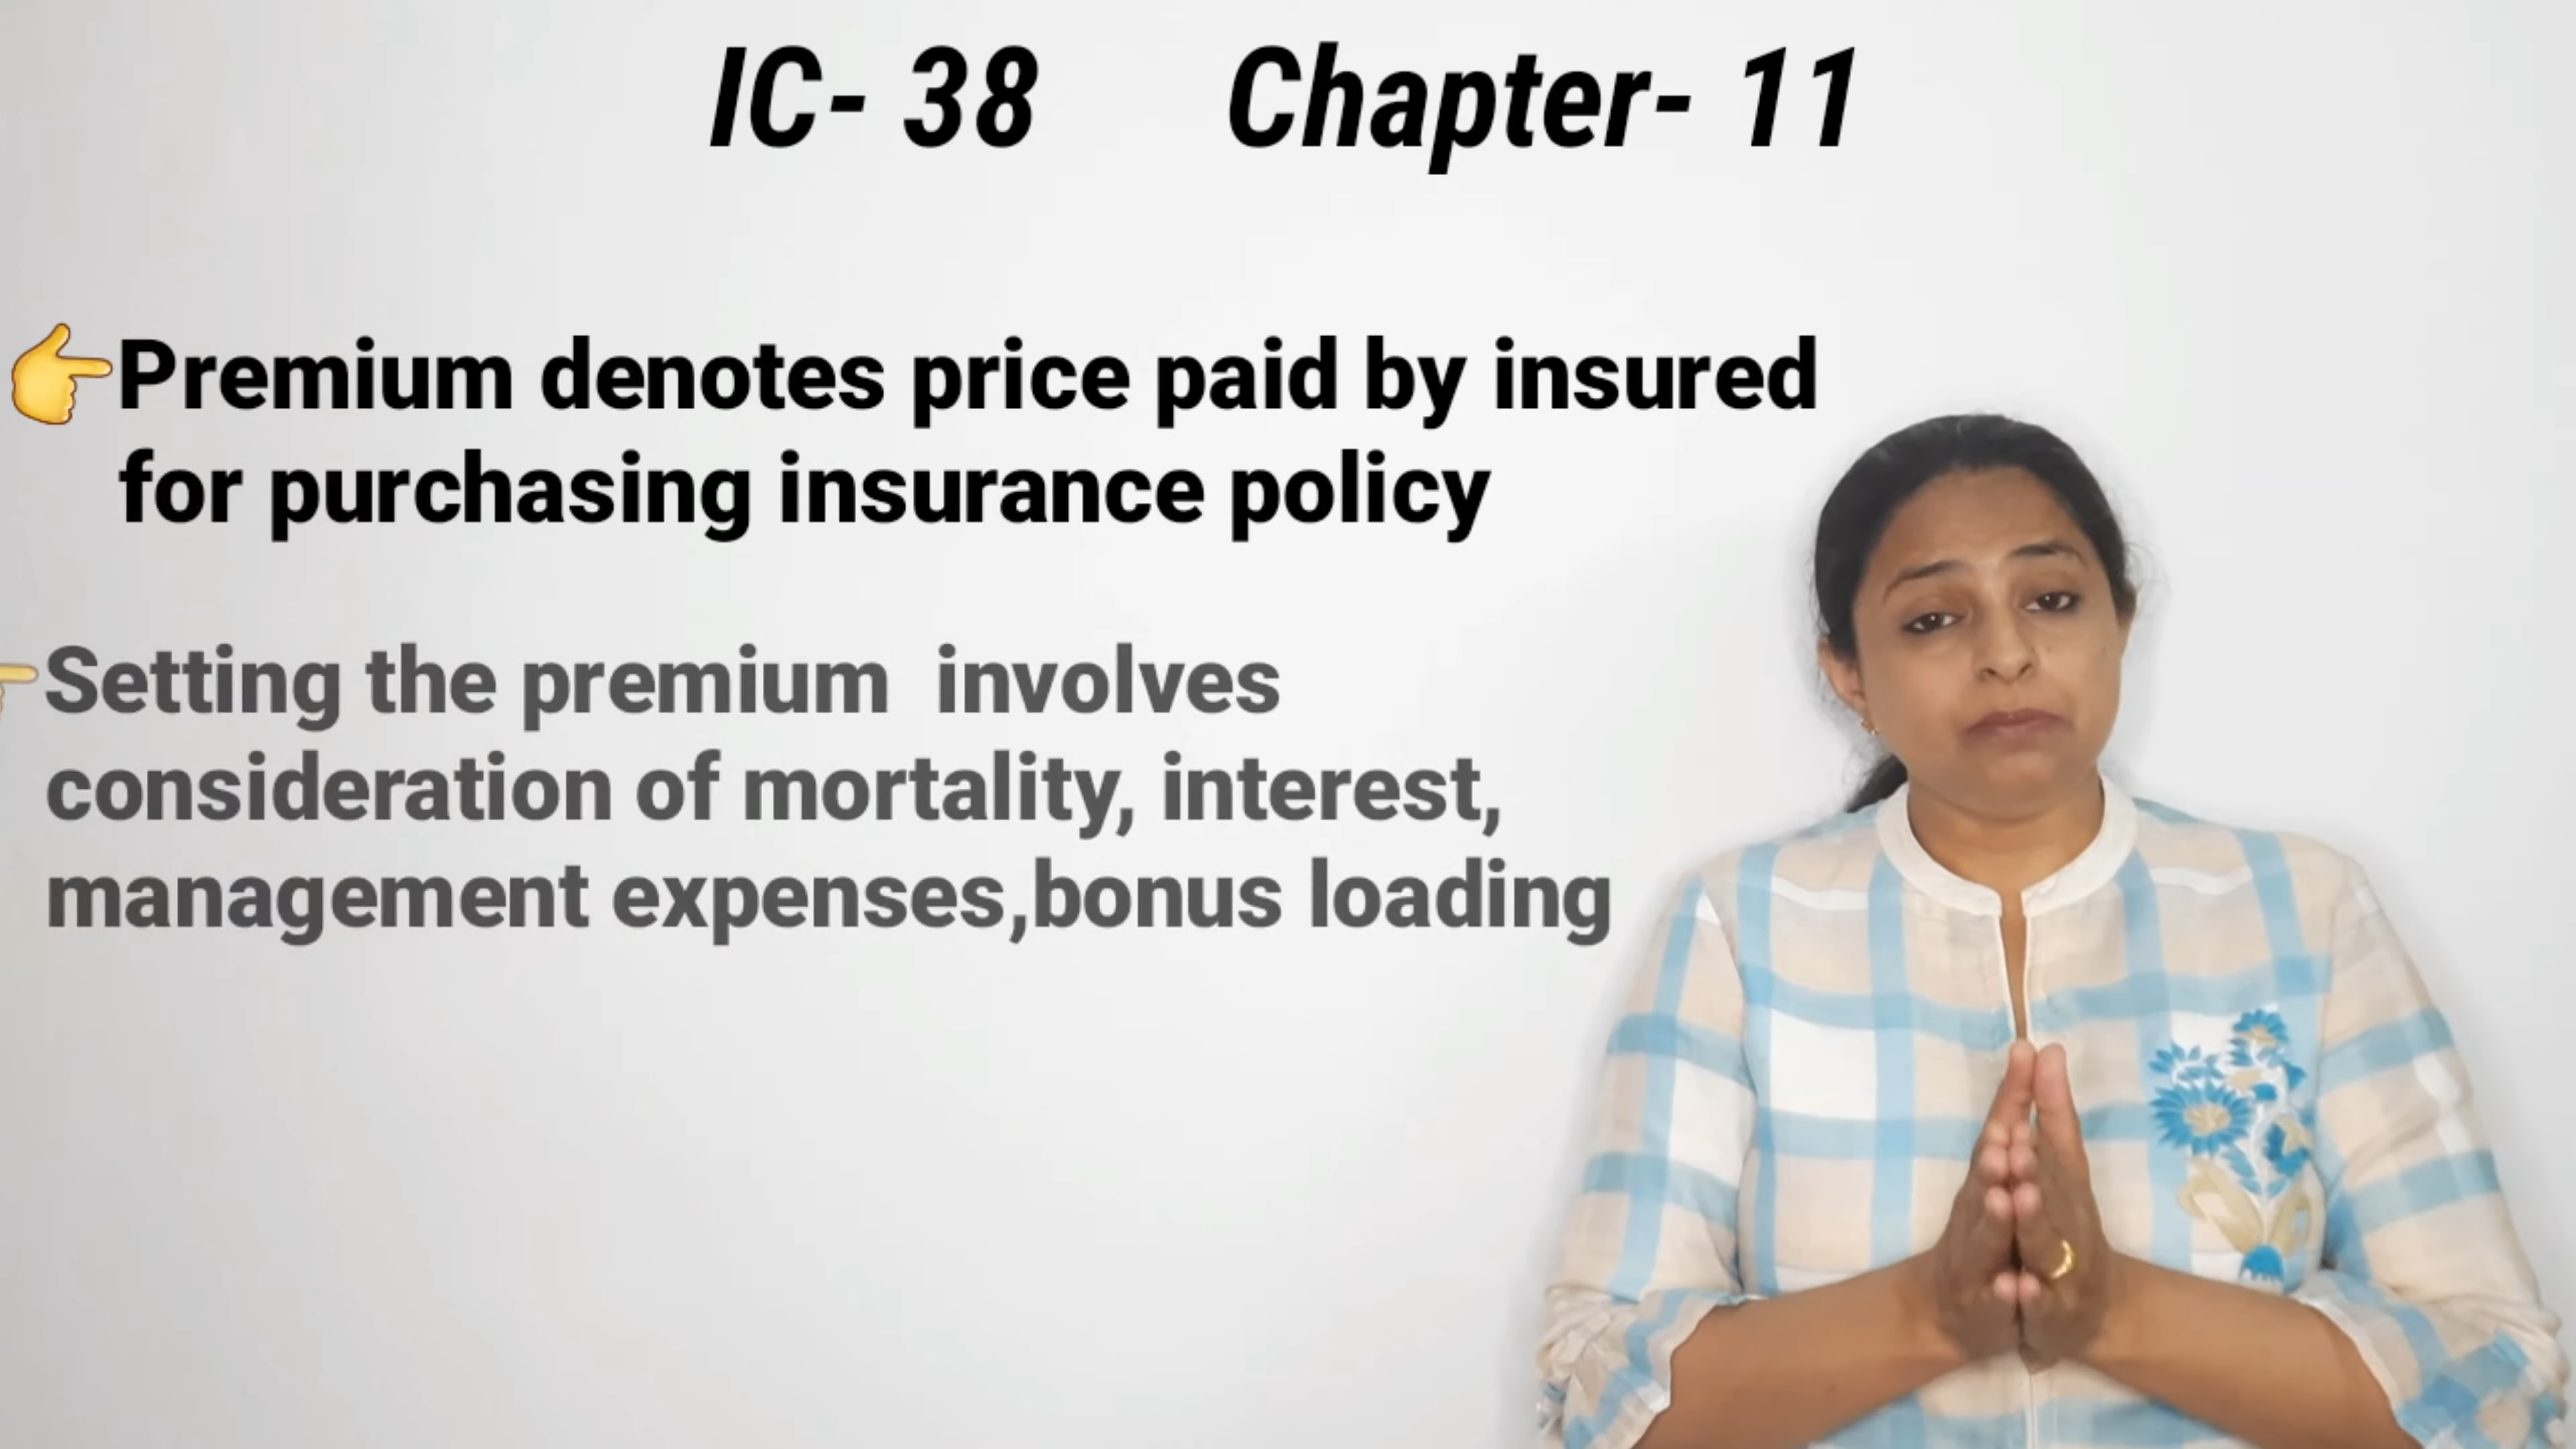 IC- 38 Chapter- 11
👉Premium denotes price paid by insured
for purchasing insurance policy
Setting the premium involves
consideration of mortality, interest,
management expenses,bonus loading